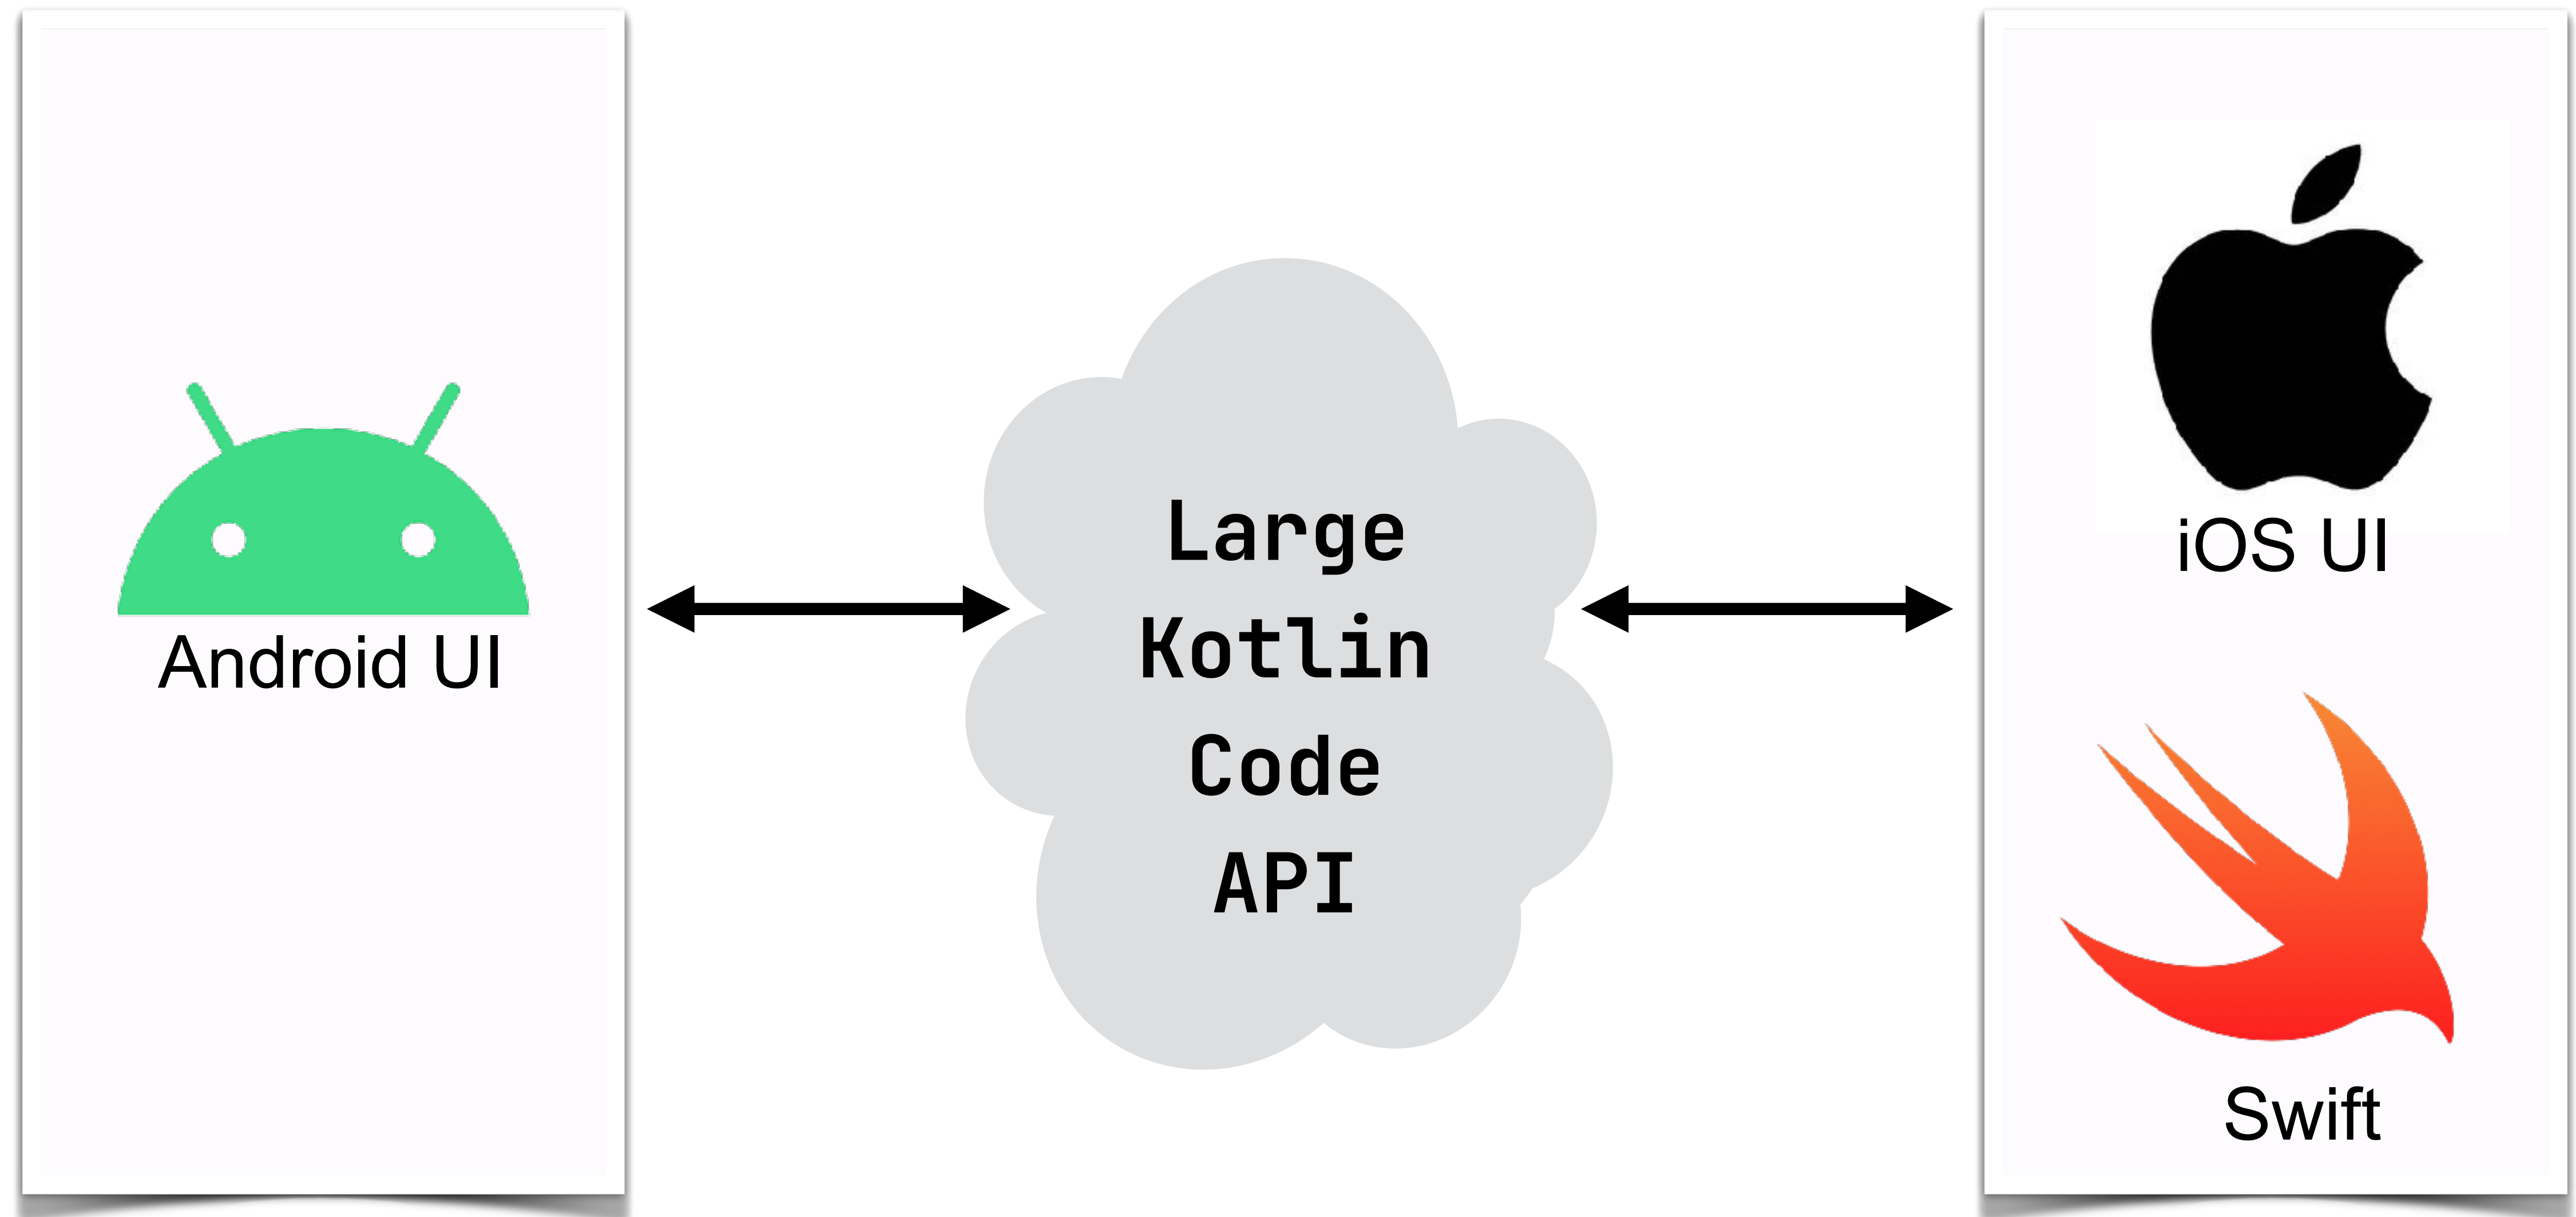 Android UI
Large
Kotlin
Code
API
iOS UI
Swift